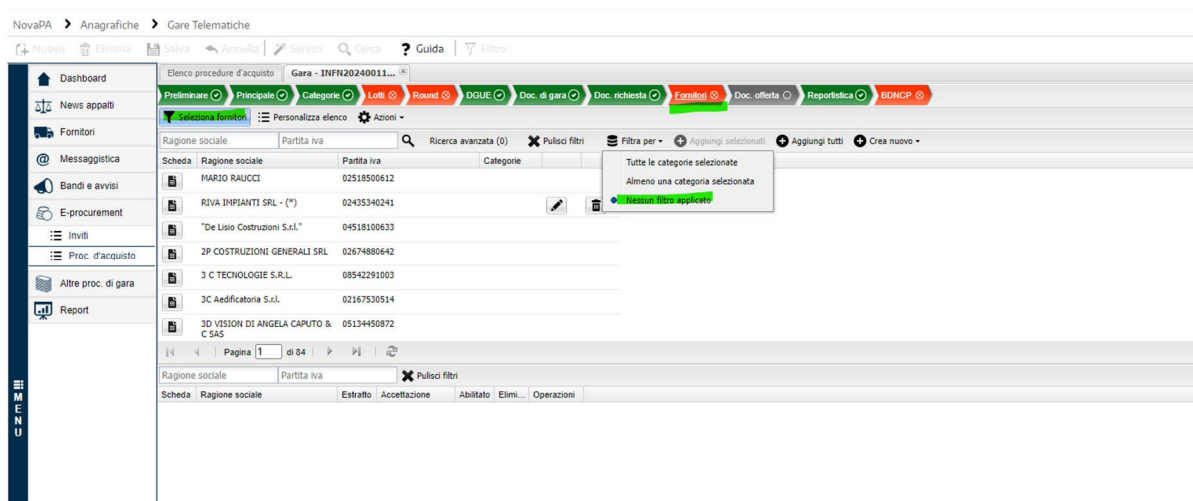 NovaPA > Anagrafiche > Gare Telematiche
Nuovo Elimina Salva Annulla Servizi Cerca ? Guida Filtro
Dashboard
News appalti
Fornitori
@ Messaggistica
Bandi e avvisi
E-procurement
Inviti
Proc. d'acquisto
Altre proc. di gara
Report
MENU
Elenco procedure d'acquisto Gara - INFN20240011...
Preliminare Principale Categorie Lotti Round DGUE Doc. di gara Doc. richiesta Fornitori Doc. offerta Reportistica BDNCP
Seleziona fornitori Personalizza elenco Azioni
Ragione sociale Partita iva Ricerca avanzata (0) Pulisci filtri Filtra per Aggiungi selezionati Aggiungi tutti Crea nuovo
Tutte le categorie selezionate
Almeno una categoria selezionata
Nessun filtro applicato
Scheda Ragione sociale Partita iva Categorie
MARIO RAUCCI 02518500612
RIVA IMPIANTI SRL - (*) 02435340241
"De Lisio Costruzioni S.r.l." 04518100633
2P COSTRUZIONI GENERALI SRL 02674880642
3 C TECNOLOGIE S.R.L. 08542291003
3C Aedificatoria S.r.l. 02167530514
3D VISION DI ANGELA CAPUTO & 05134450872
C SAS
Pagina 1 di 84
Ragione sociale Partita iva Pulisci filtri
Scheda Ragione sociale Estratto Accettazione Abilitato Elimi... Operazioni